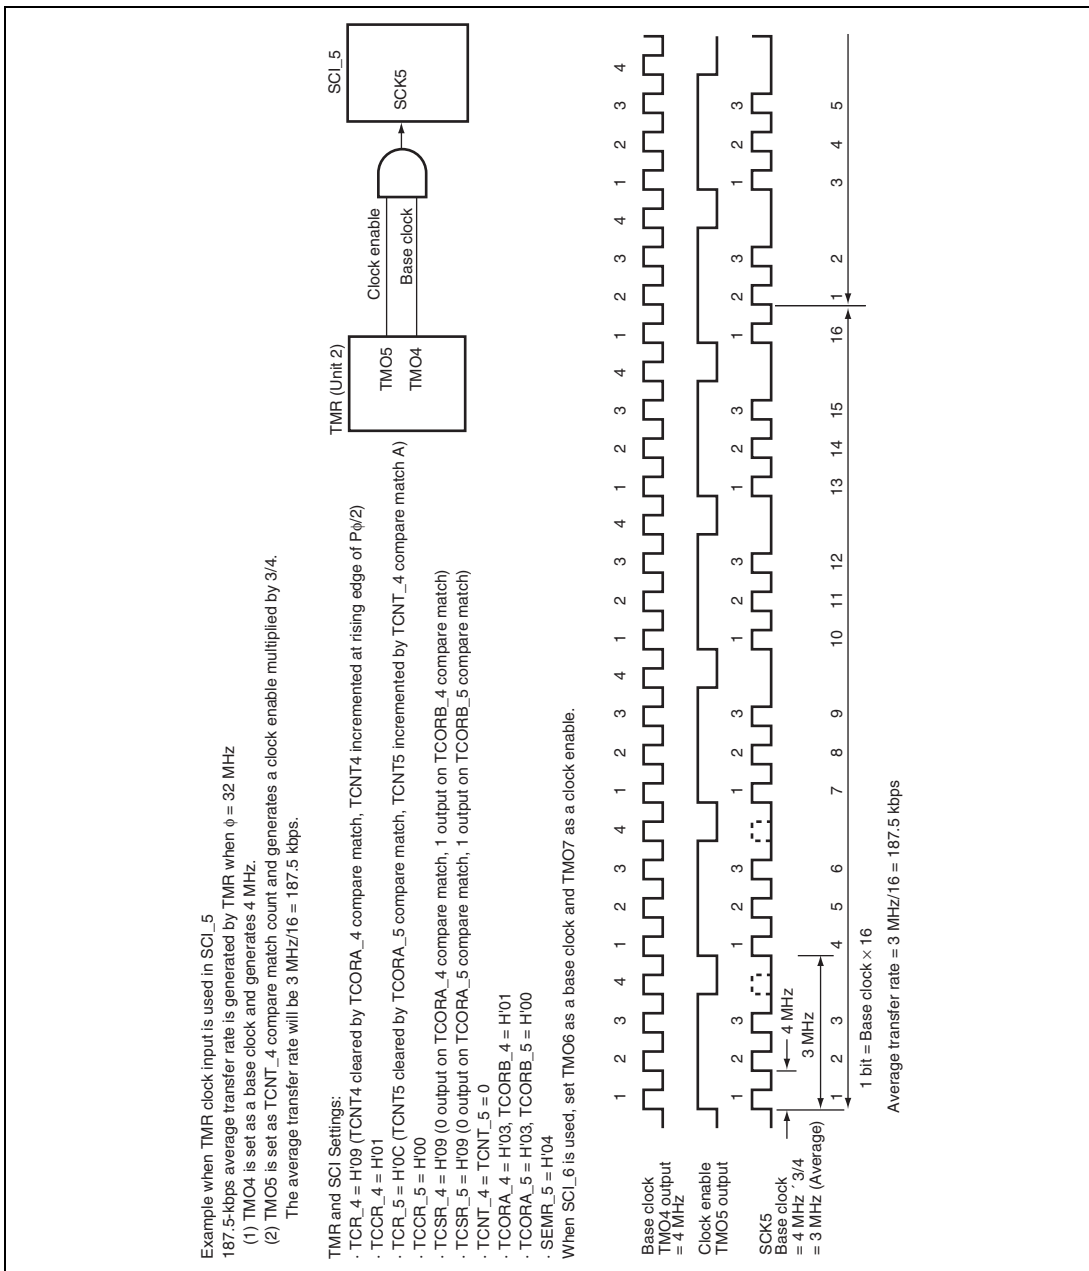 Example when TMR clock input is used in SCI_5
187.5-kbps average transfer rate is generated by TMR when ϕ = 32 MHz
(1) TMO4 is set as a base clock and generates 4 MHz.
(2) TMO5 is set as TCNT_4 compare match count and generates a clock enable multiplied by 3/4.
The average transfer rate will be 3 MHz/16 = 187.5 kbps.
TMR and SCI Settings:
· TCR_4 = H'09 (TCNT4 cleared by TCORA_4 compare match, TCNT4 incremented at rising edge of Pϕ/2)
· TCCR_4 = H'01
· TCR_5 = H'0C (TCNT5 cleared by TCORA_5 compare match, TCNT5 incremented by TCNT_4 compare match A)
· TCCR_5 = H'00
· TCSR_4 = H'09 (0 output on TCORA_4 compare match, 1 output on TCORB_4 compare match)
· TCSR_5 = H'09 (0 output on TCORA_5 compare match, 1 output on TCORB_5 compare match)
· TCNT_4 = TCNT_5 = 0
· TCORA_4 = H'03, TCORB_4 = H'01
· TCORA_5 = H'03, TCORB_5 = H'00
· SEMR_5 = H'04
When SCI_6 is used, set TMO6 as a base clock and TMO7 as a clock enable.
TMR (Unit 2)
TMO5
TMO4
Clock enable
Base clock
SCI_5
SCK5
1 2 3 4 1 2 3 4 1 2 3 4 1 2 3 4 1 2 3 4 1 2 3 4 1 2 3 4
Base clock
TMO4 output
= 4 MHz
Clock enable
TMO5 output
1 2 3 1 2 3 1 2 3 1 2 3 1 2 3 1 2 3 1 2 3
SCK5
Base clock
= 4 MHz ´ 3/4
= 3 MHz (Average)
4 MHz
3 MHz
1 2 3 4 5 6 7 8 9 10 11 12 13 14 15 16 1 2 3 4 5
1 bit = Base clock × 16
Average transfer rate = 3 MHz/16 = 187.5 kbps